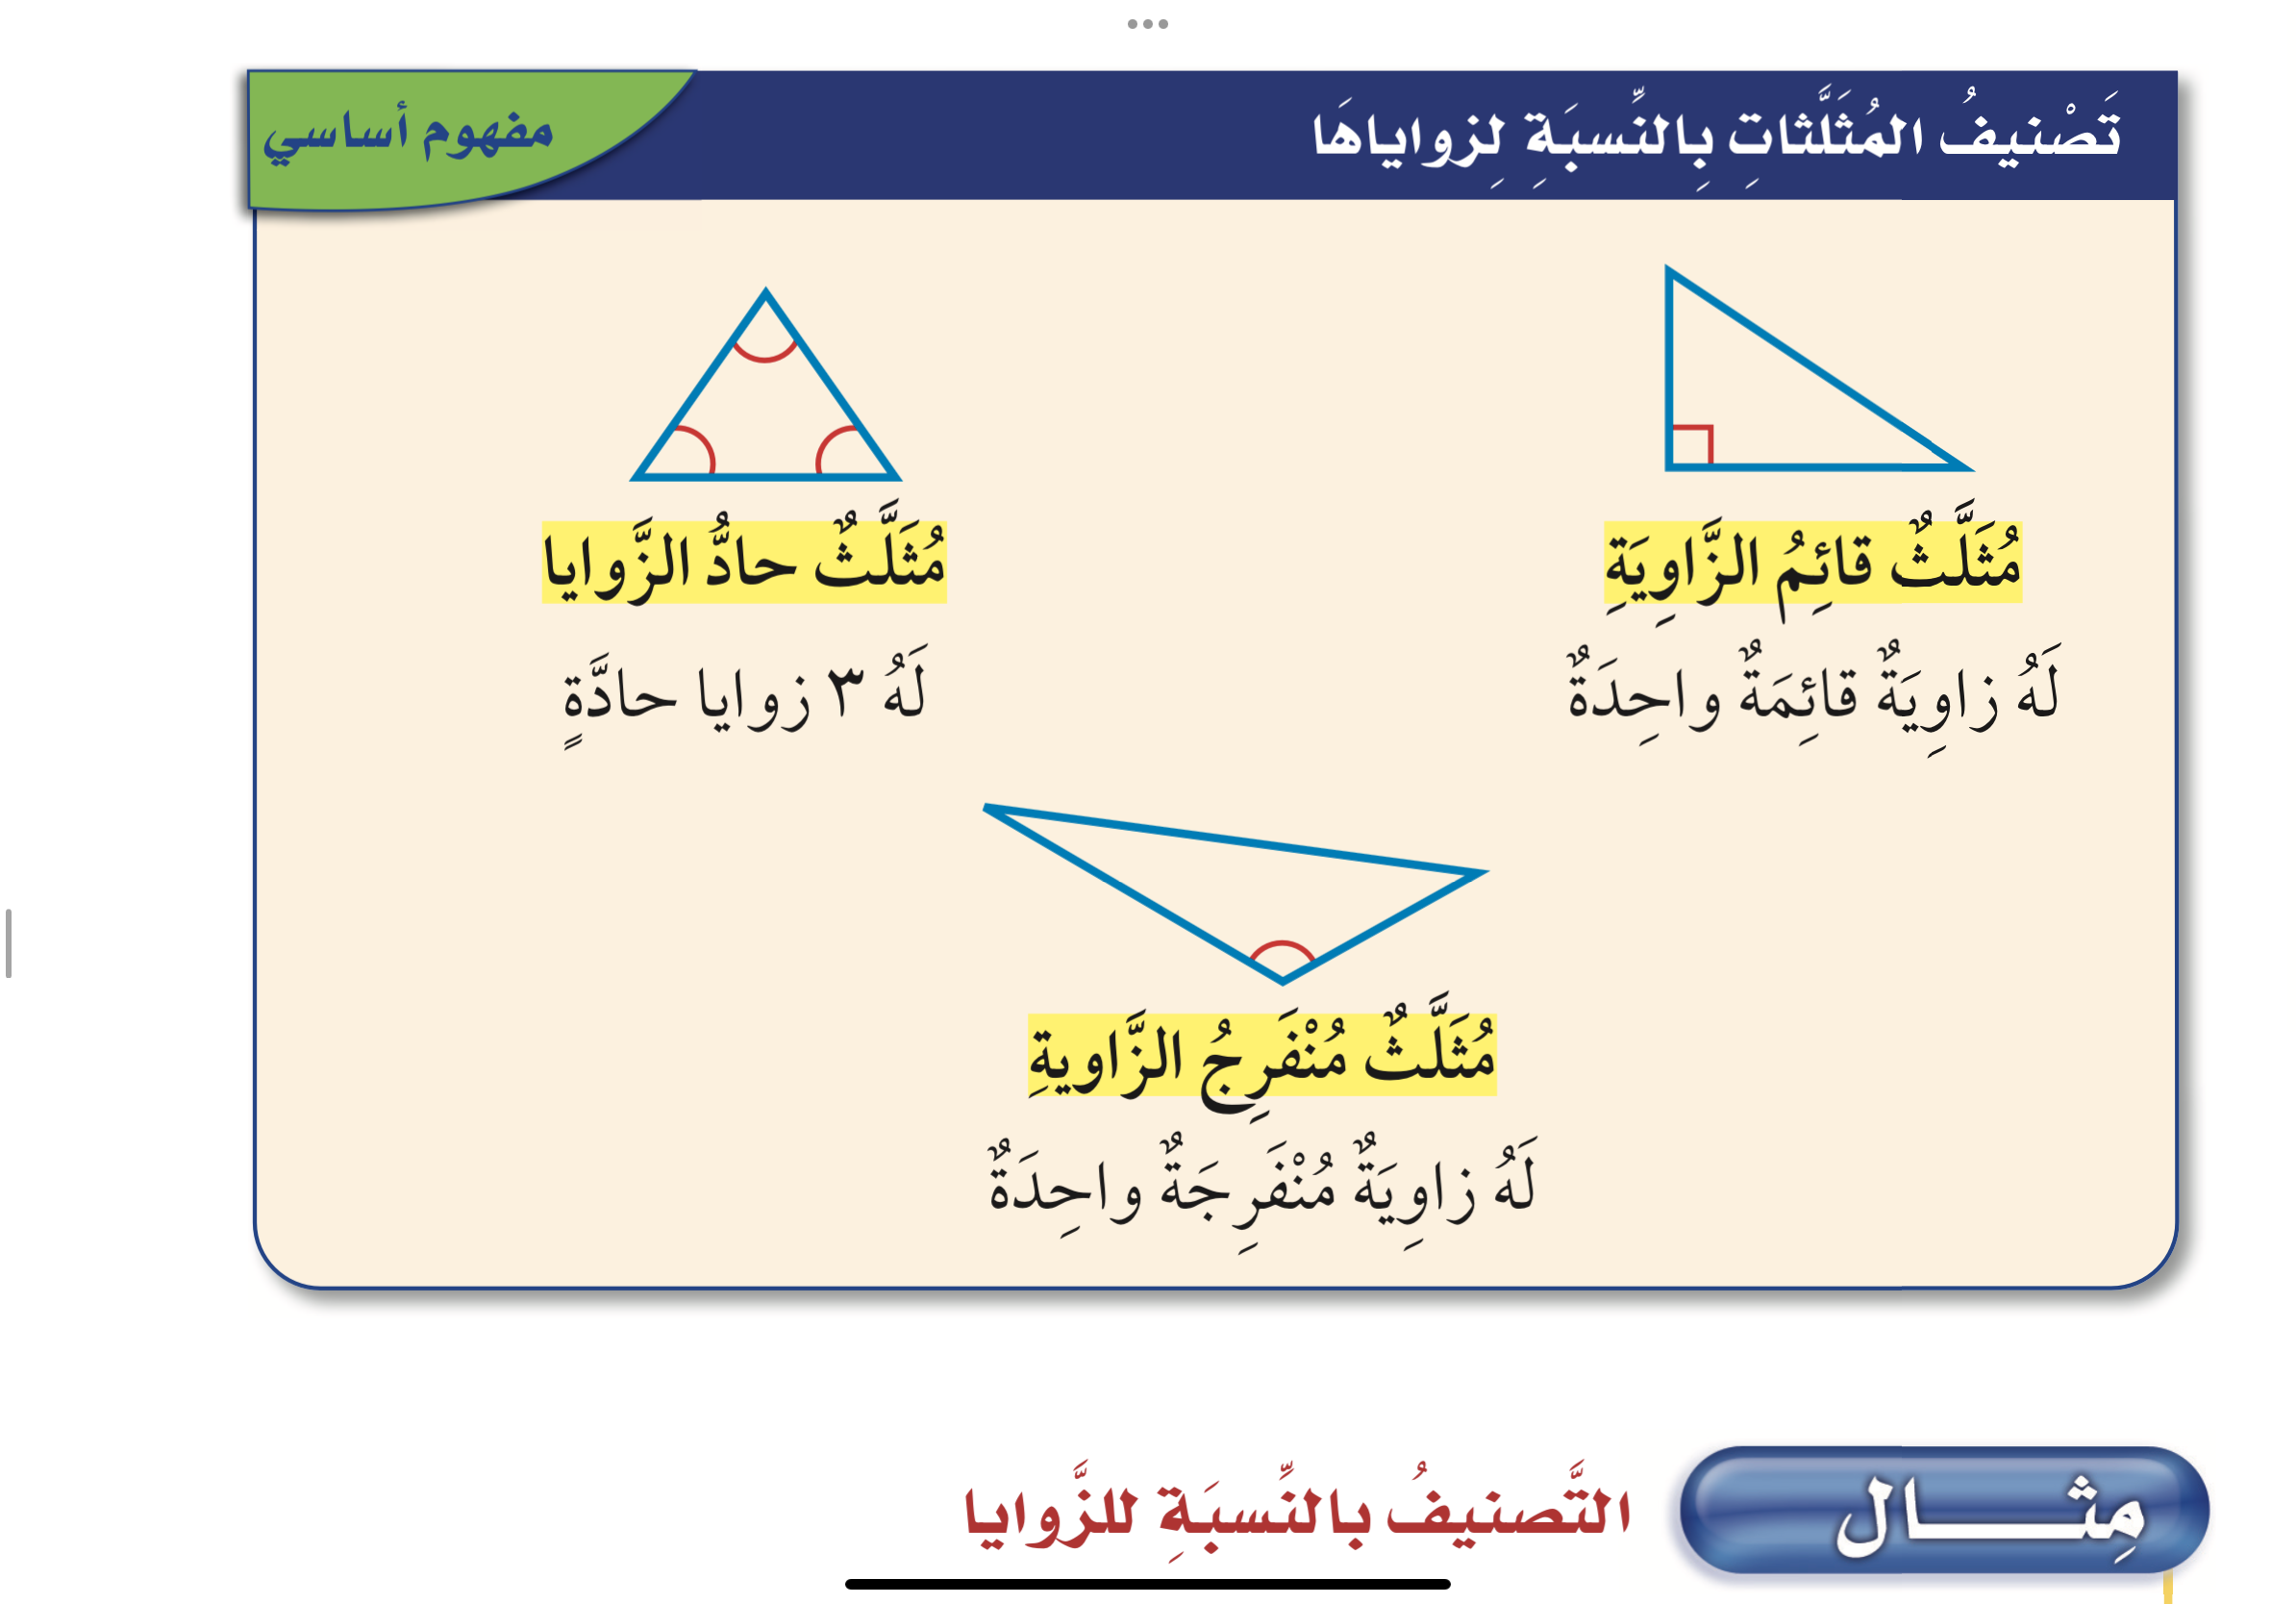 تَصْنيفُ المُثَلَّثاتِ بِالنِّسبَةِ لِزواياهَا
مفهوم أساسي
مُثَلَّثٌ قائِمُ الزَّاوِيَةِ
لَهُ زاوِيَةٌ قائِمَةٌ واحِدَةٌ
مُثَلَّثٌ حادُّ الزَّوايا
لَهُ ٣ زوايا حادَّةٍ
مُثَلَّثٌ مُنْفَرِجُ الزَّاويةِ
لَهُ زاوِيَةٌ مُنْفَرِجَةٌ واحِدَةٌ
مِثـــال
التَّصنيفُ بالنِّسبَةِ للزَّوايا